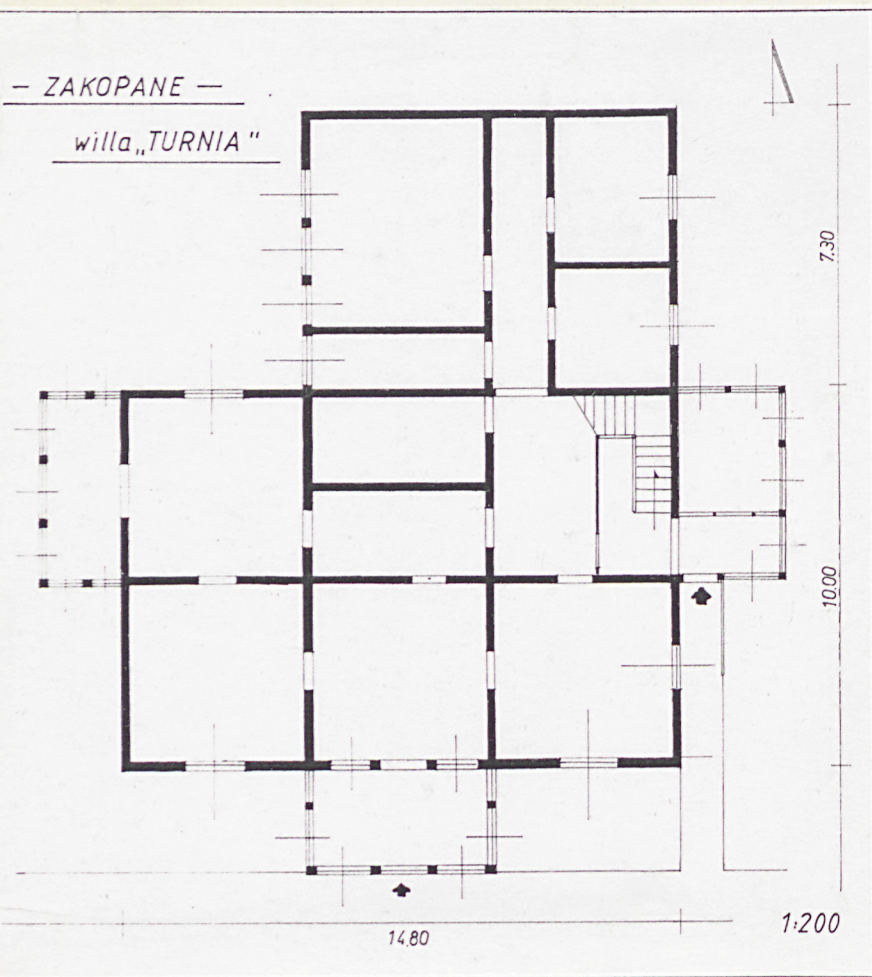 — ZAKOPANE —
willa „TURNIA"
7.30
10.00
14,80
1:200